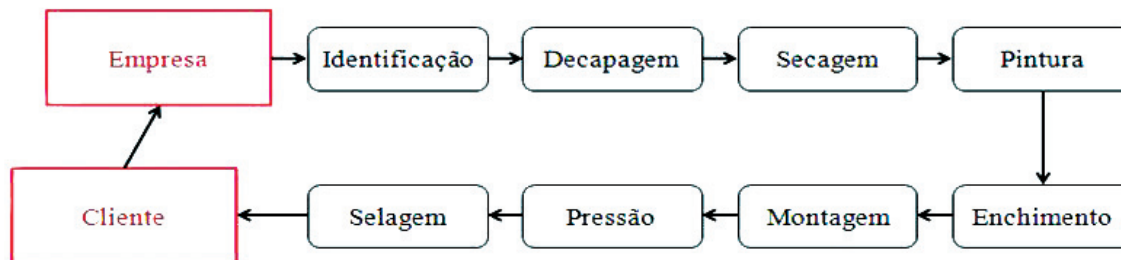 Empresa
Identificação
Decapagem
Secagem
Pintura
Enchimento
Montagem
Pressão
Selagem
Cliente